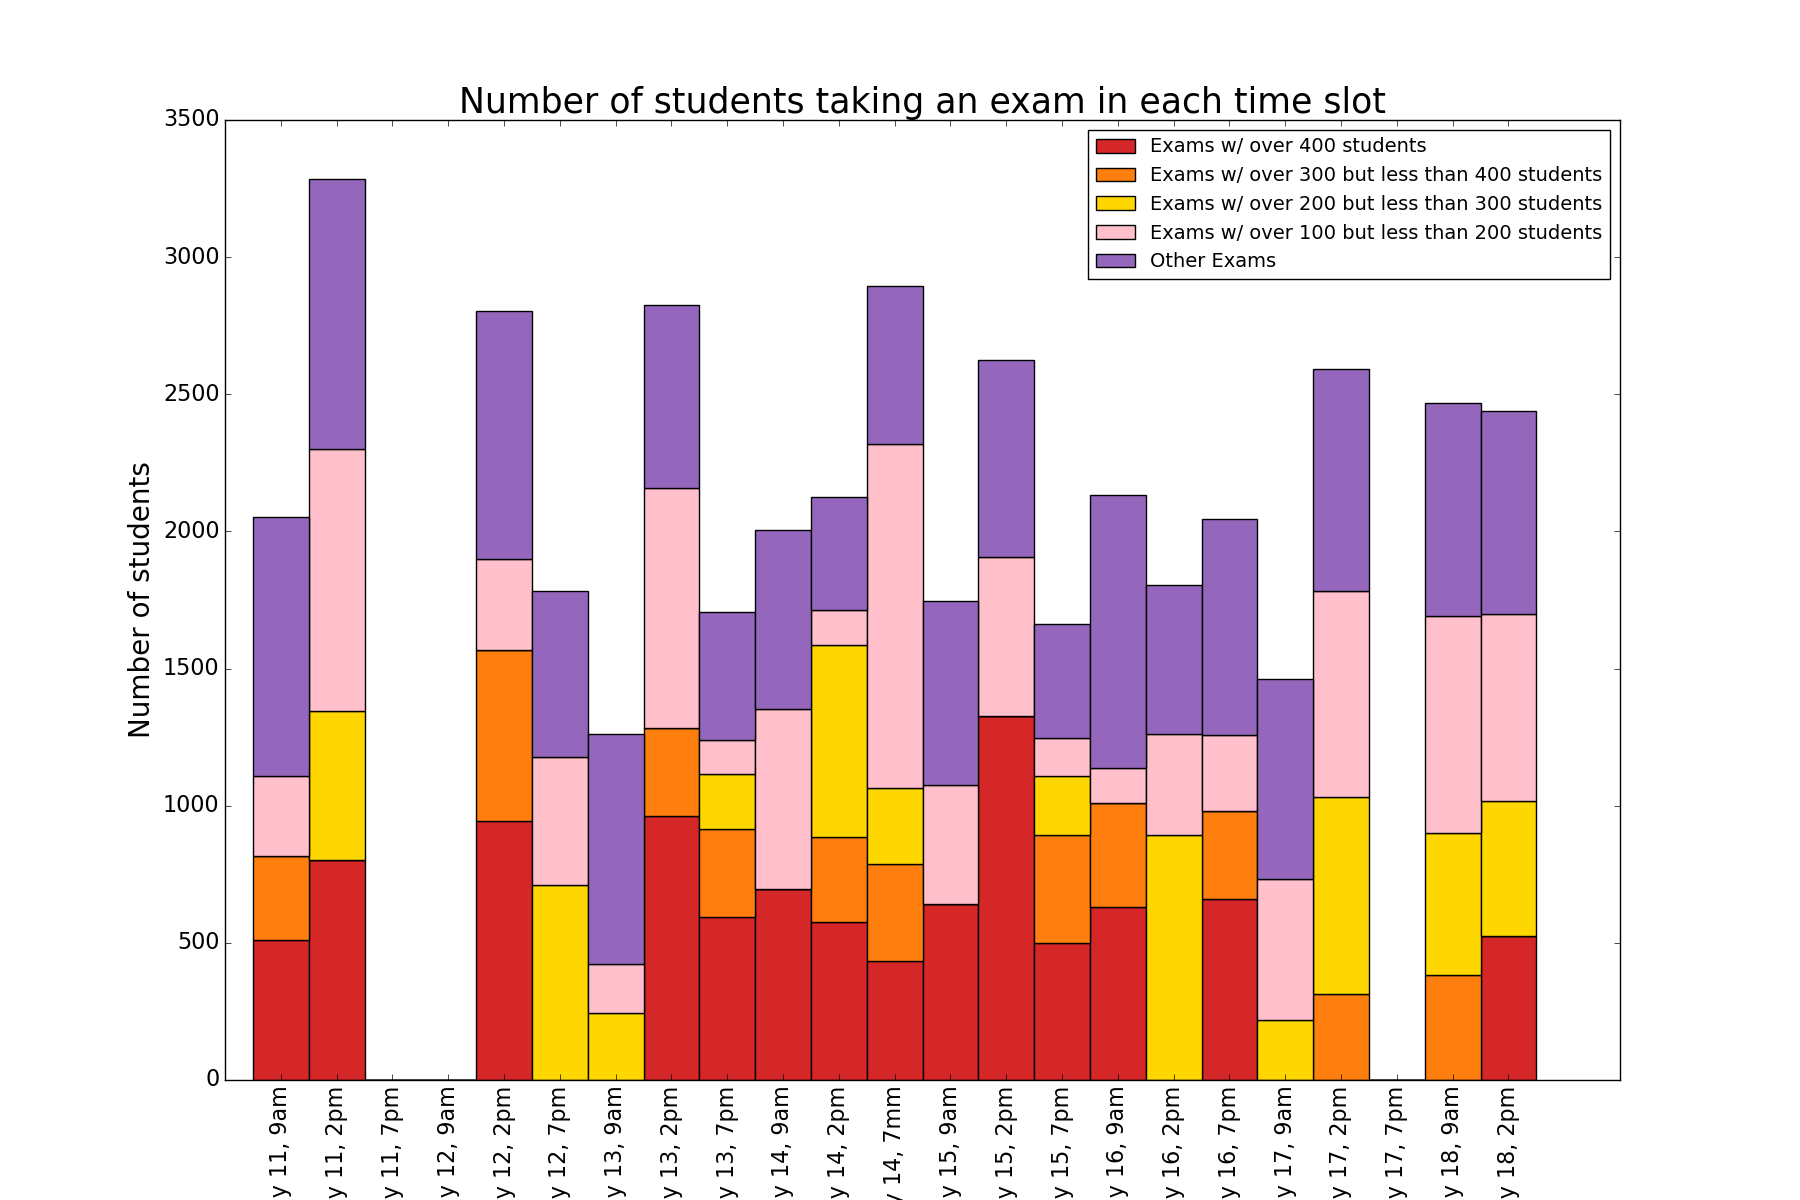 Number of students taking an exam in each time slot
Exams w/ over 400 students
Exams w/ over 300 but less than 400 students
Exams w/ over 200 but less than 300 students
Exams w/ over 100 but less than 200 students
Other Exams
Number of students
3500
3000
2500
2000
1500
1000
500
0
y 11, 9am
y 11, 2pm
y 11, 7pm
y 12, 9am
y 12, 2pm
y 12, 7pm
y 13, 9am
y 13, 2pm
y 13, 7pm
y 14, 9am
y 14, 2pm
y 14, 7mm
y 15, 9am
y 15, 2pm
y 15, 7pm
y 16, 9am
y 16, 2pm
y 16, 7pm
y 17, 9am
y 17, 2pm
y 17, 7pm
y 18, 9am
y 18, 2pm